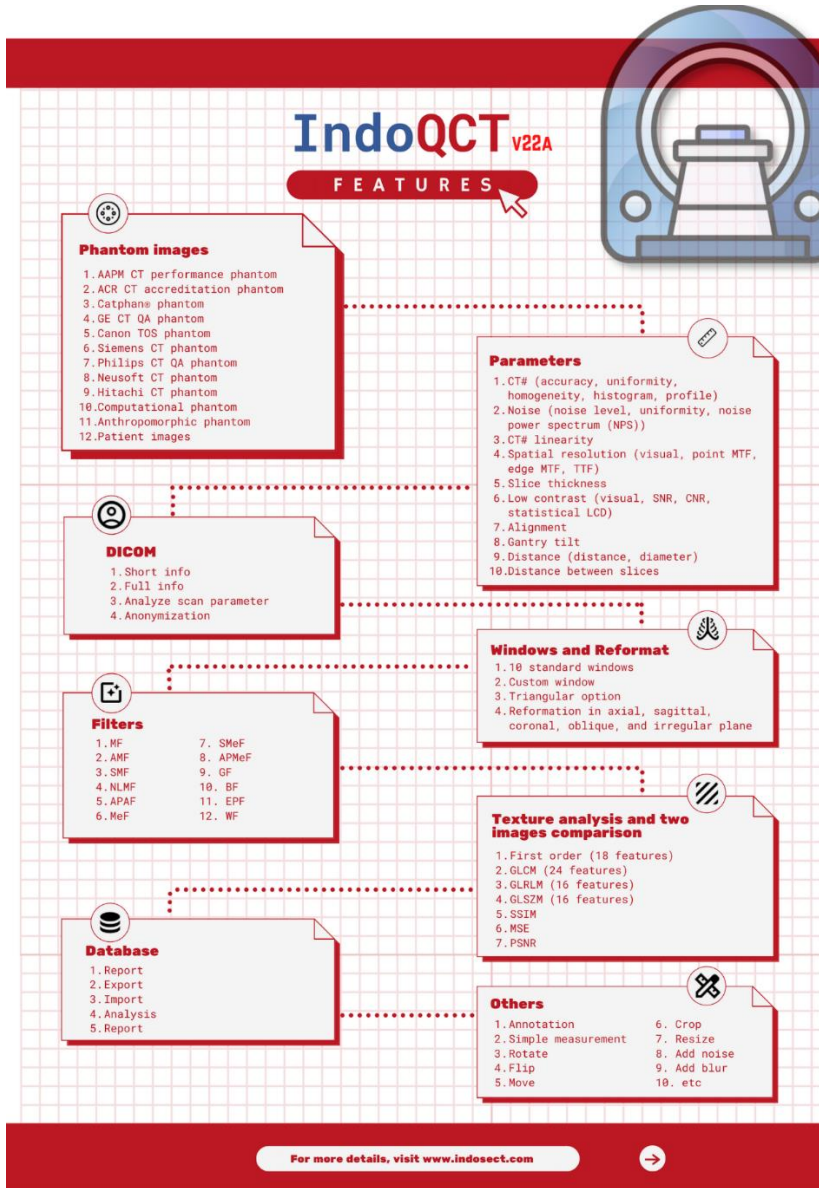 IndoQCT V22A
FEATURES
Phantom images
1.AAPM CT performance phantom
2.ACR CT accreditation phantom
3.Catphan® phantom
4.GE CT QA phantom
5.Canon TOS phantom
6.Siemens CT phantom
7.Philips CT QA phantom
8.Neusoft CT phantom
9.Hitachi CT phantom
10.Computational phantom
11.Anthropomorphic phantom
12.Patient images
Parameters
1.CT# (accuracy, uniformity,
homogeneity, histogram, profile)
2.Noise (noise level, uniformity, noise
power spectrum (NPS))
3.CT# linearity
4.Spatial resolution (visual, point MTF,
edge MTF, TTF)
5.Slice thickness
6.Low contrast (visual, SNR, CNR,
statistical LCD)
7.Alignment
8.Gantry tilt
9.Distance (distance, diameter)
10.Distance between slices
DICOM
1.Short info
2.Full info
3.Analyze scan parameter
4.Anonymization
Windows and Reformat
1.10 standard windows
2.Custom window
3.Triangular option
4.Reformation in axial, sagittal,
coronal, oblique, and irregular plane
Filters
1.MF
2.AMF
3.SMF
4.NLMF
5.APAF
6.MeF
7. SMeF
8. APMeF
9. GF
10. BF
11. EPF
12. WF
Texture analysis and two
images comparison
1.First order (18 features)
2.GLCM (24 features)
3.GLRLM (16 features)
4.GLSZM (16 features)
5.SSIM
6.MSE
7.PSNR
Database
1.Report
2.Export
3.Import
4.Analysis
5.Report
Others
1.Annotation
2.Simple measurement
3.Rotate
4.Flip
5.Move
6. Crop
7. Resize
8. Add noise
9. Add blur
10. etc
For more details, visit www.indosect.com